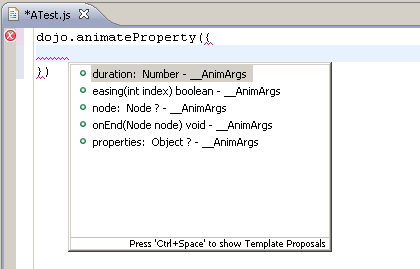 *ATest.js
dojo.animateProperty({
})
duration:  Number - __AnimArgs
easing(int index) boolean - __AnimArgs
node:  Node ? - __AnimArgs
onEnd(Node node) void - __AnimArgs
properties:  Object ? - __AnimArgs
Press 'Ctrl+Space' to show Template Proposals